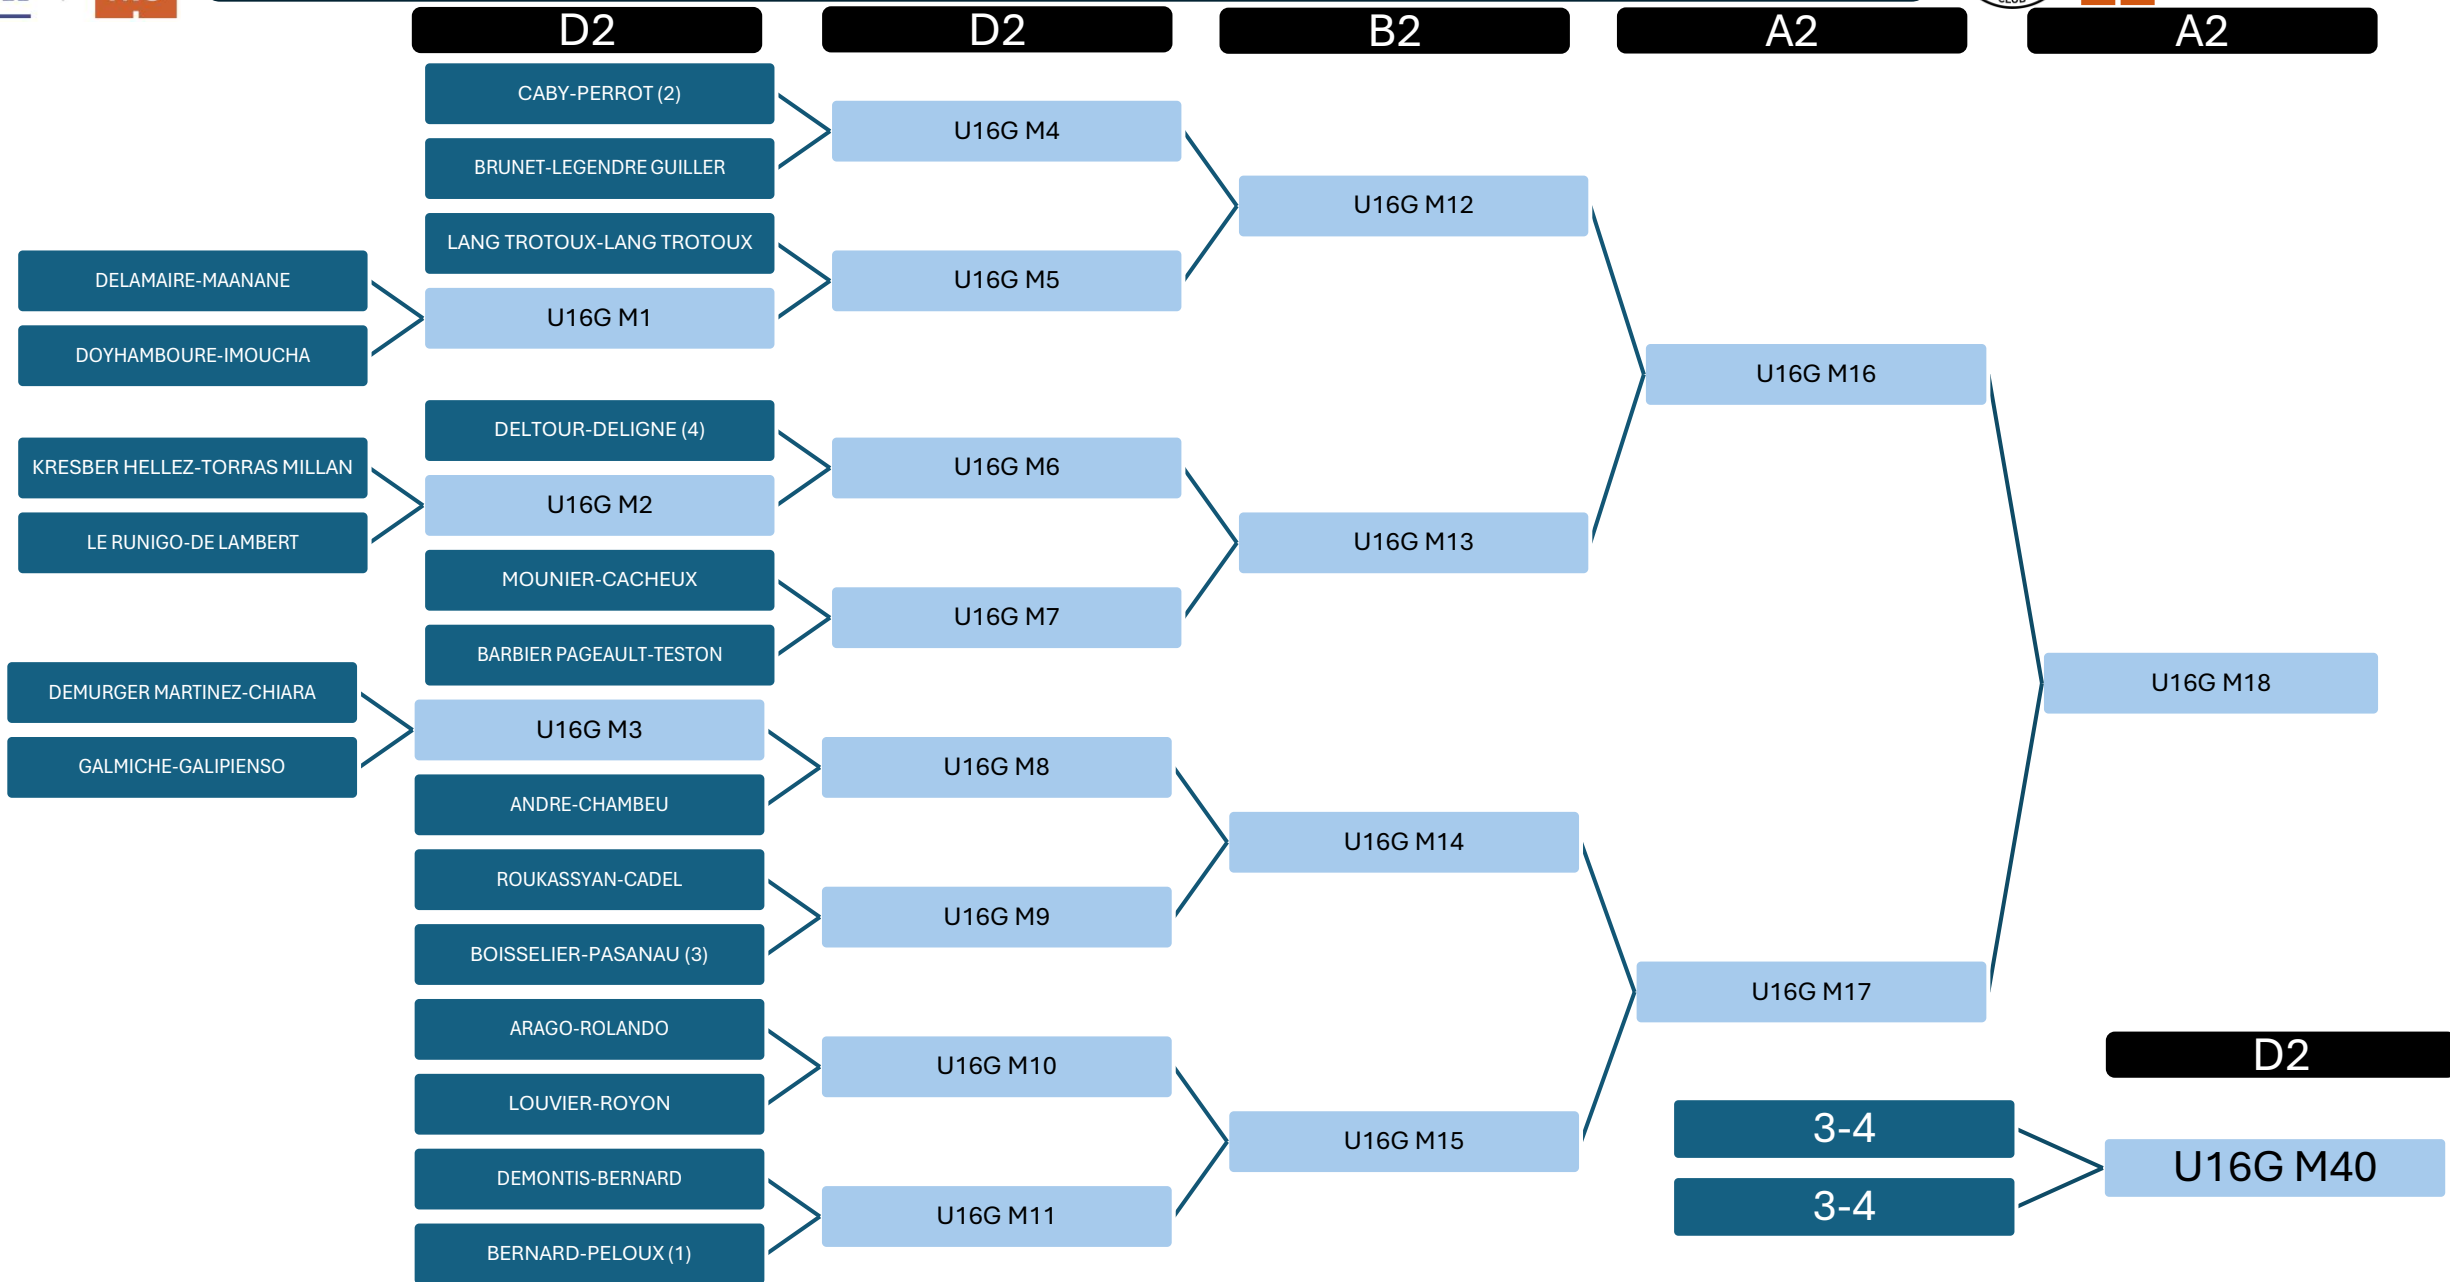 CLUB
D2
D2
B2
A2
A2
CABY-PERROT (2)
BRUNET-LEGENDRE GUILLER
LANG TROTOUX-LANG TROTOUX
DELAMAIRE-MAANANE
DOYHAMBOURE-IMOUCHA
U16G M1
DELTOUR-DELIGNE (4)
KRESBER HELLEZ-TORRAS MILLAN
LE RUNIGO-DE LAMBERT
U16G M2
MOUNIER-CACHEUX
BARBIER PAGEAULT-TESTON
DEMURGER MARTINEZ-CHIARA
GALMICHE-GALIPIENSO
U16G M3
ANDRE-CHAMBEU
ROUKASSYAN-CADEL
BOISSELIER-PASANAU (3)
ARAGO-ROLANDO
LOUVIER-ROYON
DEMONTIS-BERNARD
BERNARD-PELOUX (1)
U16G M4
U16G M5
U16G M6
U16G M7
U16G M8
U16G M9
U16G M10
U16G M11
U16G M12
U16G M13
U16G M14
U16G M15
U16G M16
U16G M17
U16G M18
D2
3-4
3-4
U16G M40